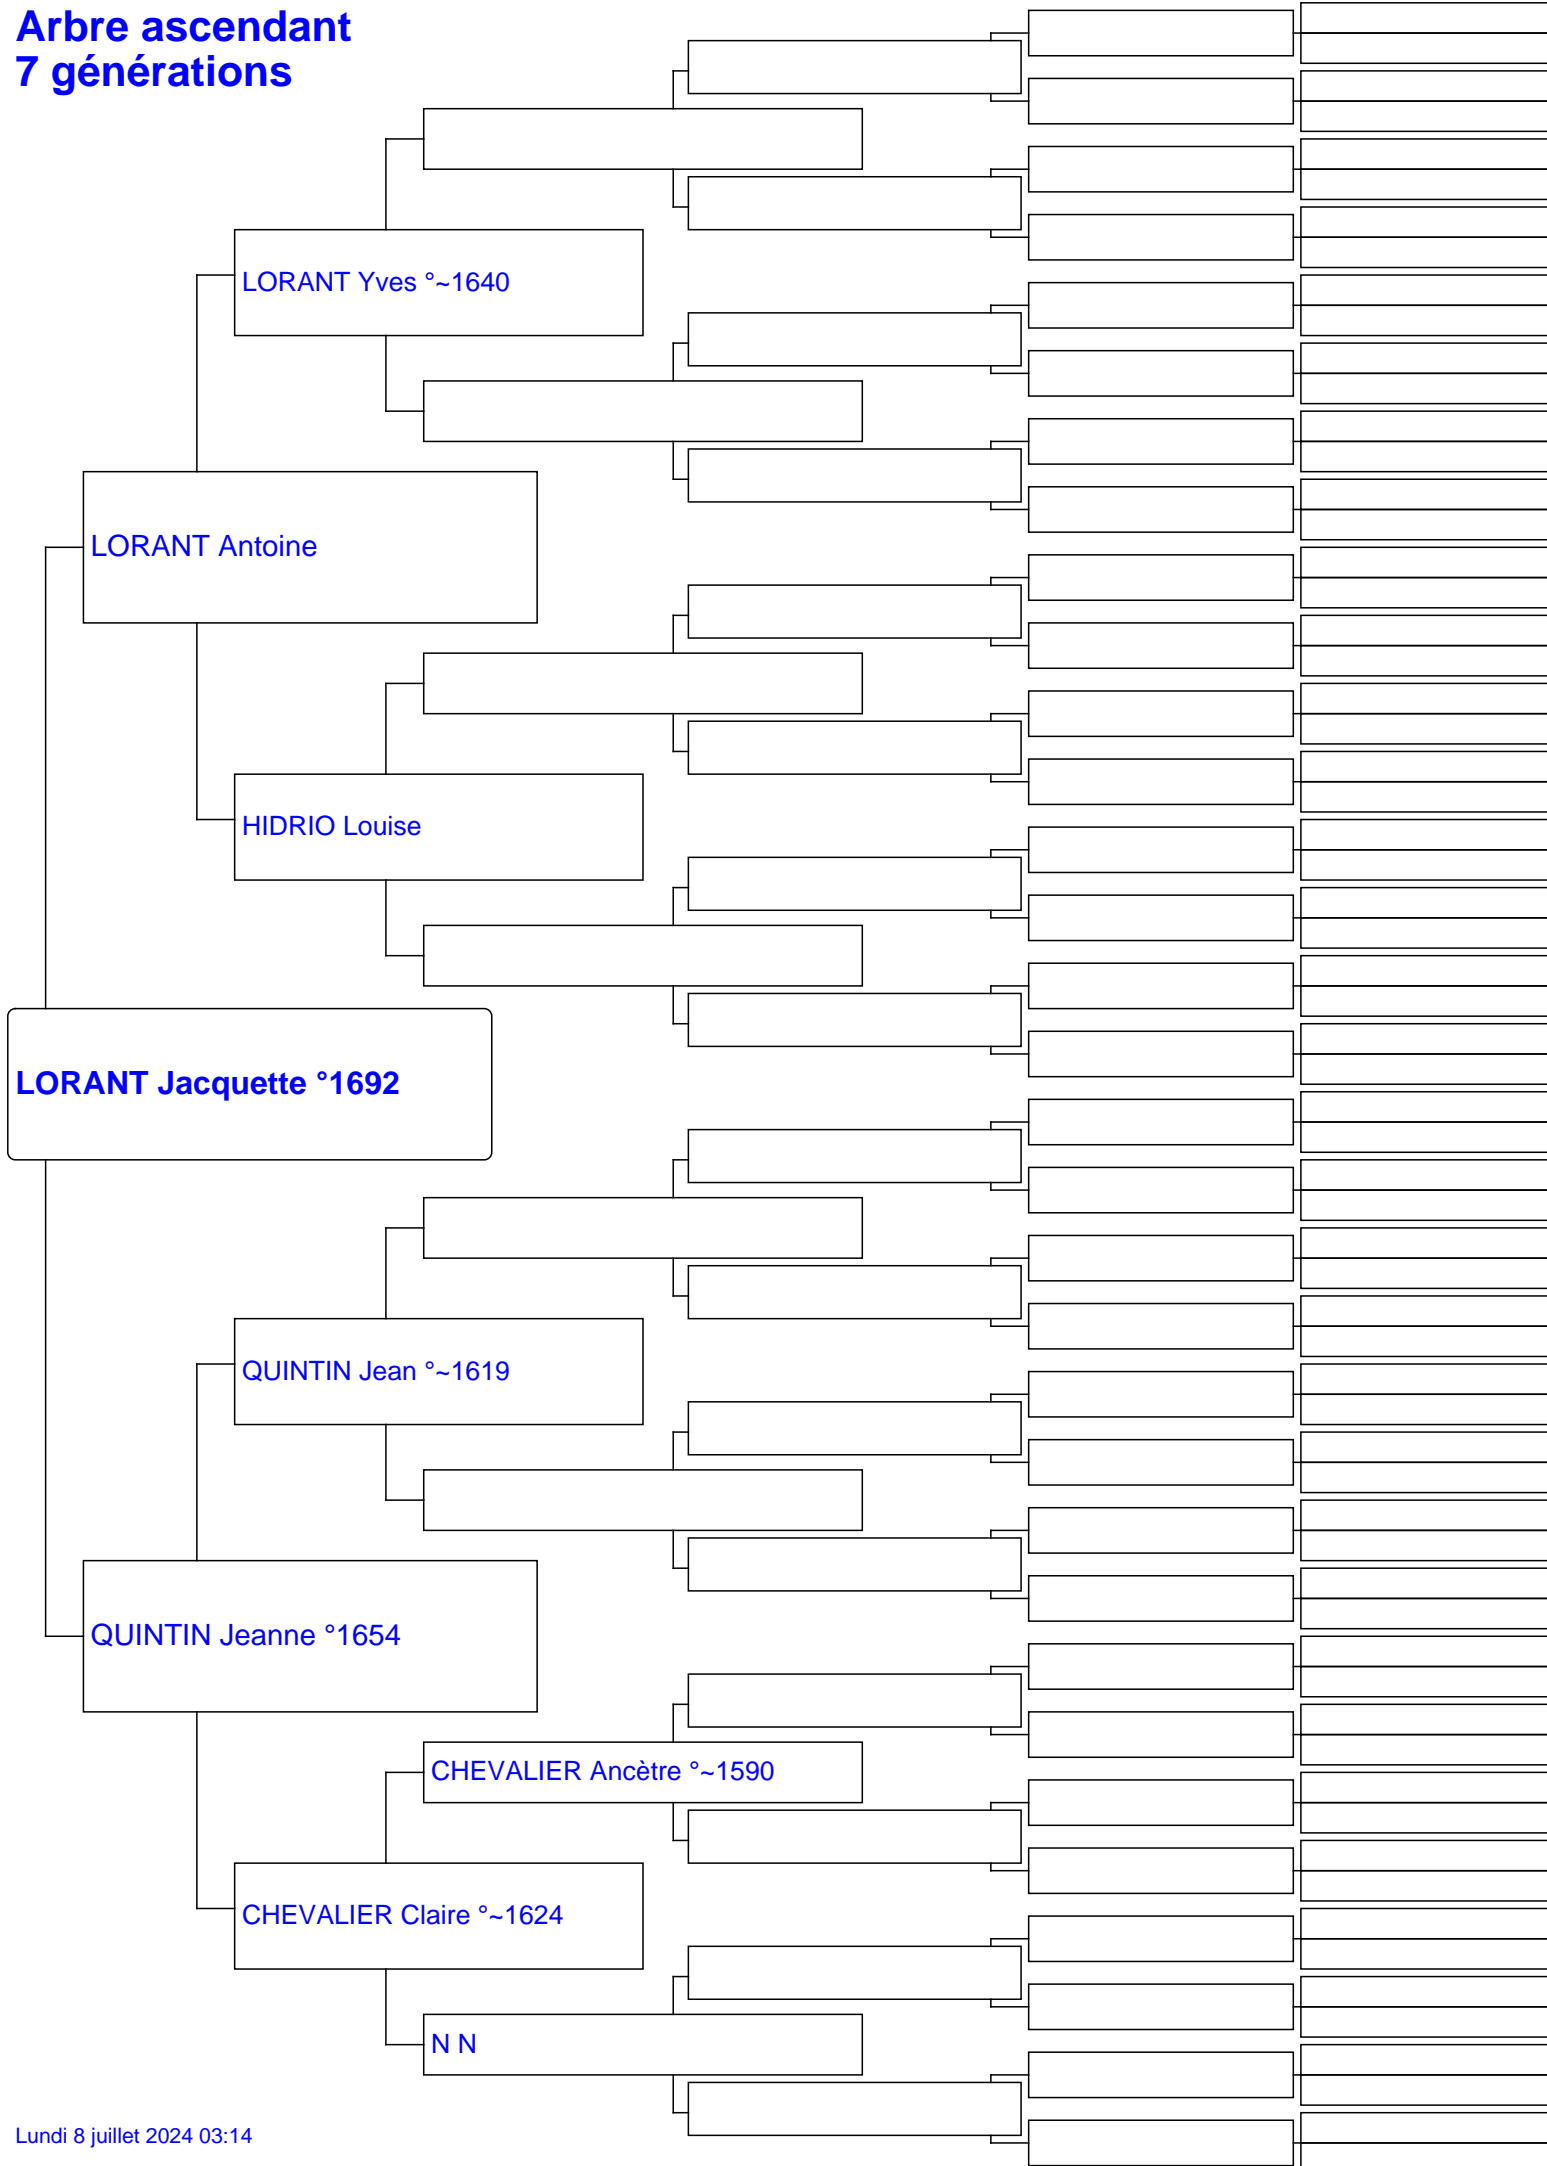 Arbre ascendant
7 générations
LORANT Yves °~1640
LORANT Antoine
HIDRIO Louise
LORANT Jacquette °1692
QUINTIN Jean °~1619
QUINTIN Jeanne °1654
CHEVALIER Ancètre °~1590
CHEVALIER Claire °~1624
N N
Lundi 8 juillet 2024 03:14